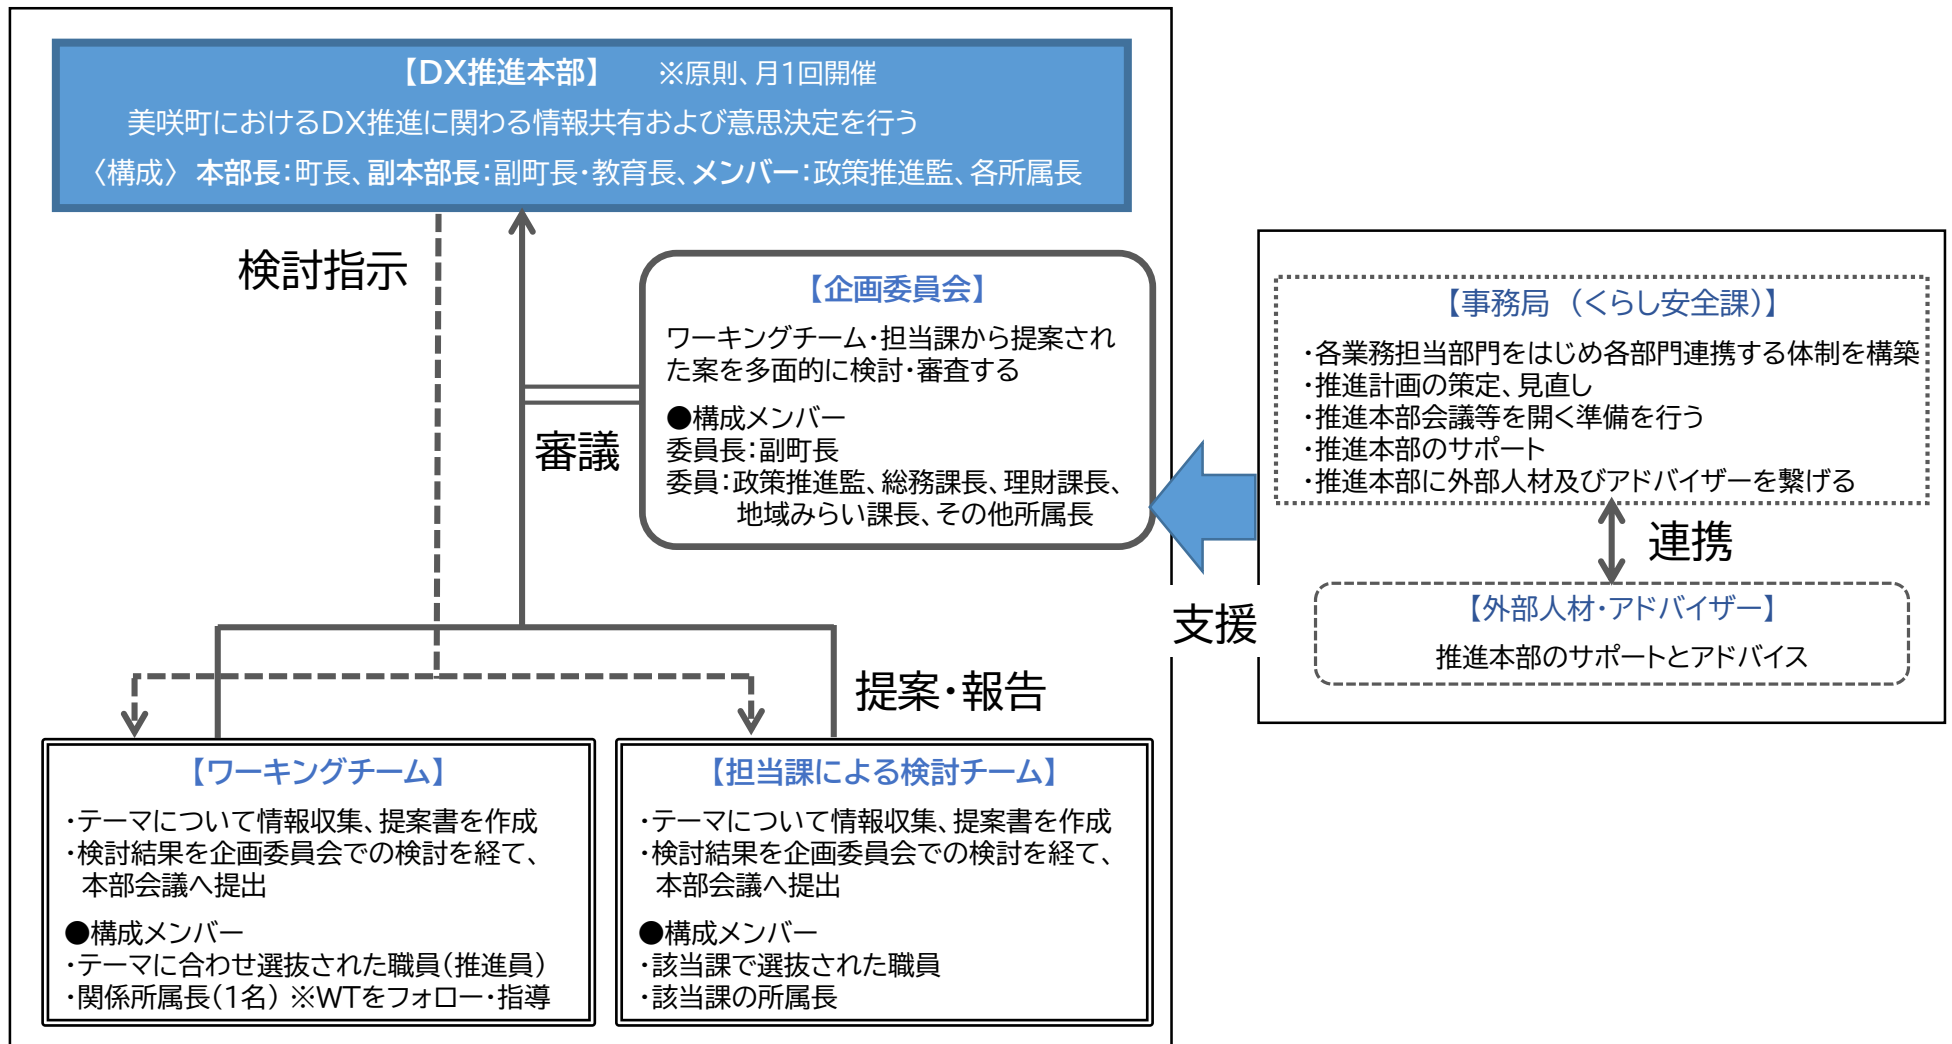 【DX推進本部】 ※原則、月1回開催
美咲町におけるDX推進に関わる情報共有および意思決定を行う
〈構成〉 本部長：町長、副本部長：副町長・教育長、メンバー：政策推進監、各所属長
検討指示
【企画委員会】
ワーキングチーム・担当課から提案され
た案を多面的に検討・審査する
●構成メンバー
委員長：副町長
委員：政策推進監、総務課長、理財課長、
地域みらい課長、その他所属長
審議
提案・報告
【ワーキングチーム】
・テーマについて情報収集、提案書を作成
・検討結果を企画委員会での検討を経て、
本部会議へ提出
●構成メンバー
・テーマに合わせ選抜された職員（推進員）
・関係所属長（1名） ※WTをフォロー・指導
【担当課による検討チーム】
・テーマについて情報収集、提案書を作成
・検討結果を企画委員会での検討を経て、
本部会議へ提出
●構成メンバー
・該当課で選抜された職員
・該当課の所属長
支援
【事務局 （くらし安全課）】
・各業務担当部門をはじめ各部門連携する体制を構築
・推進計画の策定、見直し
・推進本部会議等を開く準備を行う
・推進本部のサポート
・推進本部に外部人材及びアドバイザーを繋げる
連携
【外部人材・アドバイザー】
推進本部のサポートとアドバイス